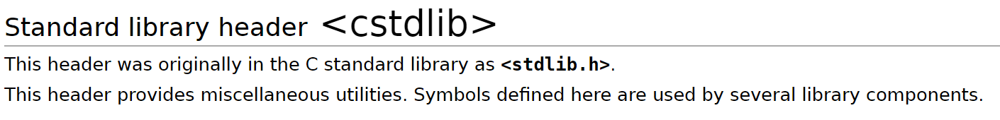 Standard library header <cstdlib>
This header was originally in the C standard library as <stdlib.h>.
This header provides miscellaneous utilities. Symbols defined here are used by several library components.